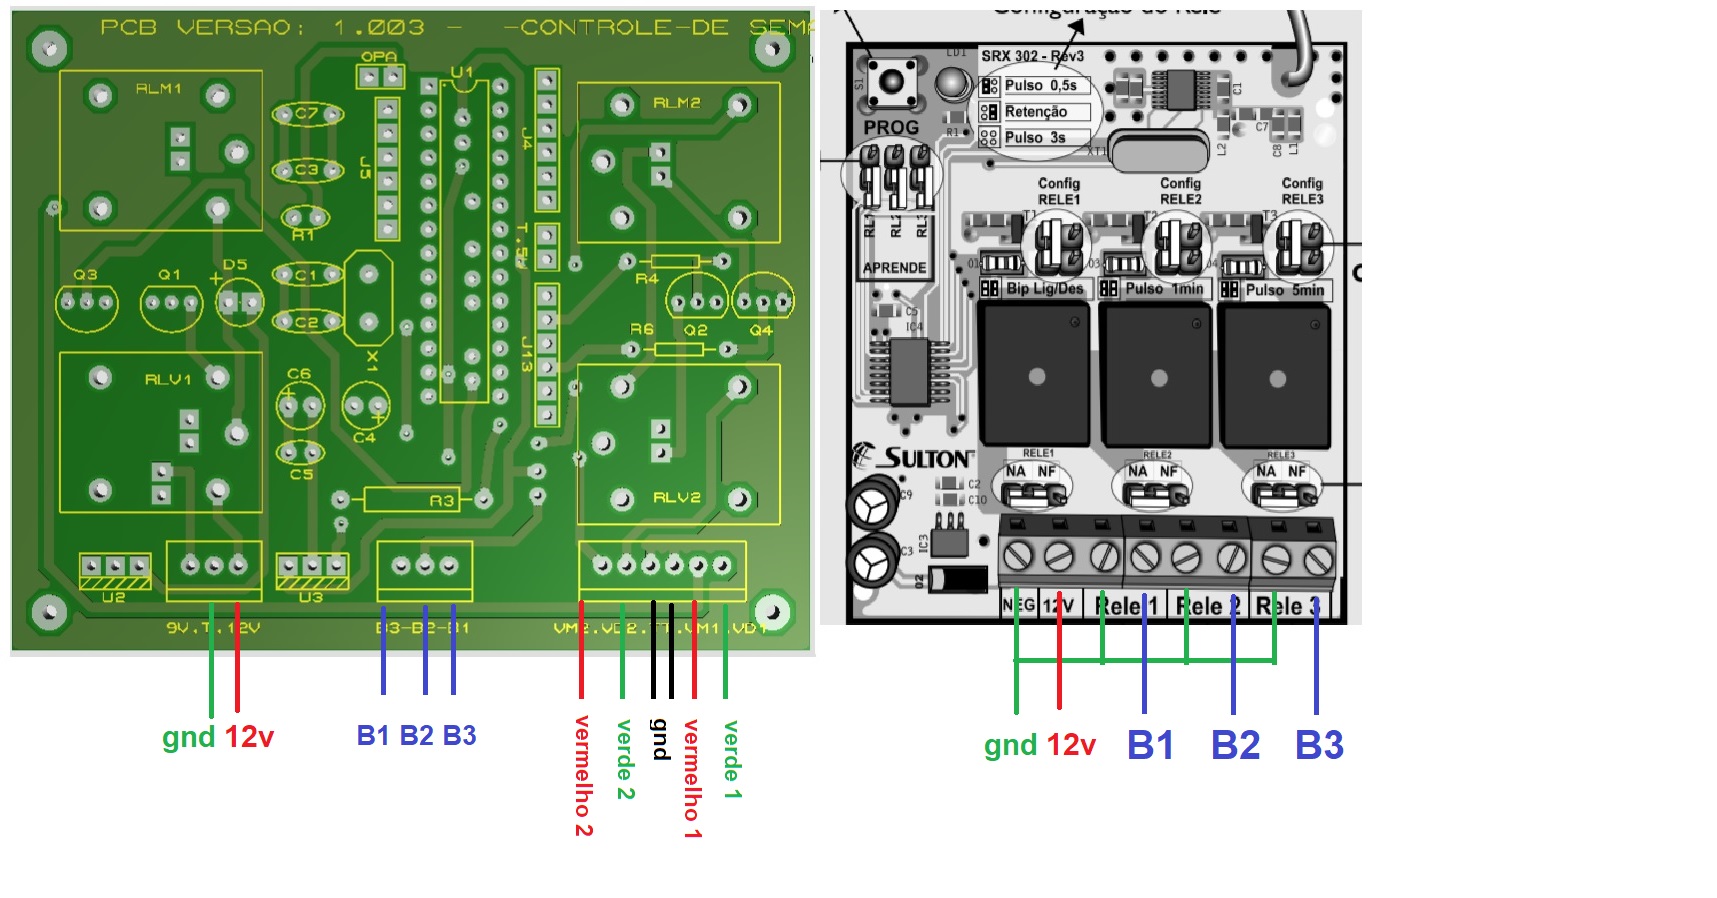 PCB VERSAO: 1.003 - -CONTROLE-DE SEMA
OPA
U1
RLM1
C7
C3
J5
R1
J4
RLM2
T.5V
Q3
Q1
D5
+
C1
C2
X1
R4
Q2
Q4
R6
J13
RLV1
C6
+
C4
+
C5
R3
RLV2
U2
U3
9V.T.12V
B3-B2-B1
VM2.VD2.T.T.VM1.VD1
gnd 12v
B1 B2 B3
vermelho 2
verde 2
gnd
vermelho 1
verde 1
Configuração do Rele
S1
LD1
SRX 302 - Rev3
Pulso 0,5s
Retenção
Pulso 3s
R1
XT1
C1
L2
C7
C8
L1
PROG
RL1
RL2
RL3
APRENDE
Config
RELE1
Config
RELE2
Config
RELE3
T1
T2
T3
Bip Lig/Des
Pulso 1min
Pulso 5min
C5
IC4
SULTON
RELE1
NA NF
RELE2
NA NF
RELE3
NA NF
C9
C2
C10
C3
IC3
D2
NEG
12V
Rele 1
Rele 2
Rele 3
gnd 12v
B1
B2
B3